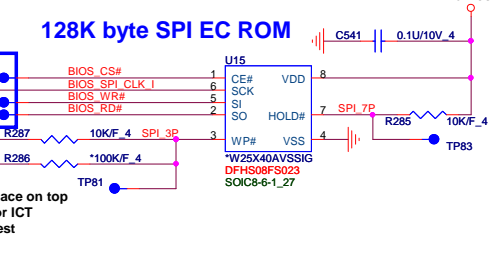 128K byte SPI EC ROM
C541
0.1U/10V_4
U15
BIOS_CS#
1
CE#
VDD
8
BIOS_SPI_CLK_I
6
SCK
BIOS_WR#
5
SI
BIOS_RD#
2
SO
HOLD#
7
SPI_7P
R285
10K/F_4
R287
10K/F_4
SPI_3P
3
WP#
VSS
4
TP83
R286
*100K/F_4
*W25X40AVSSIG
DFHS08FS023
SOIC8-6-1_27
TP81
ace on top
or ICT
est